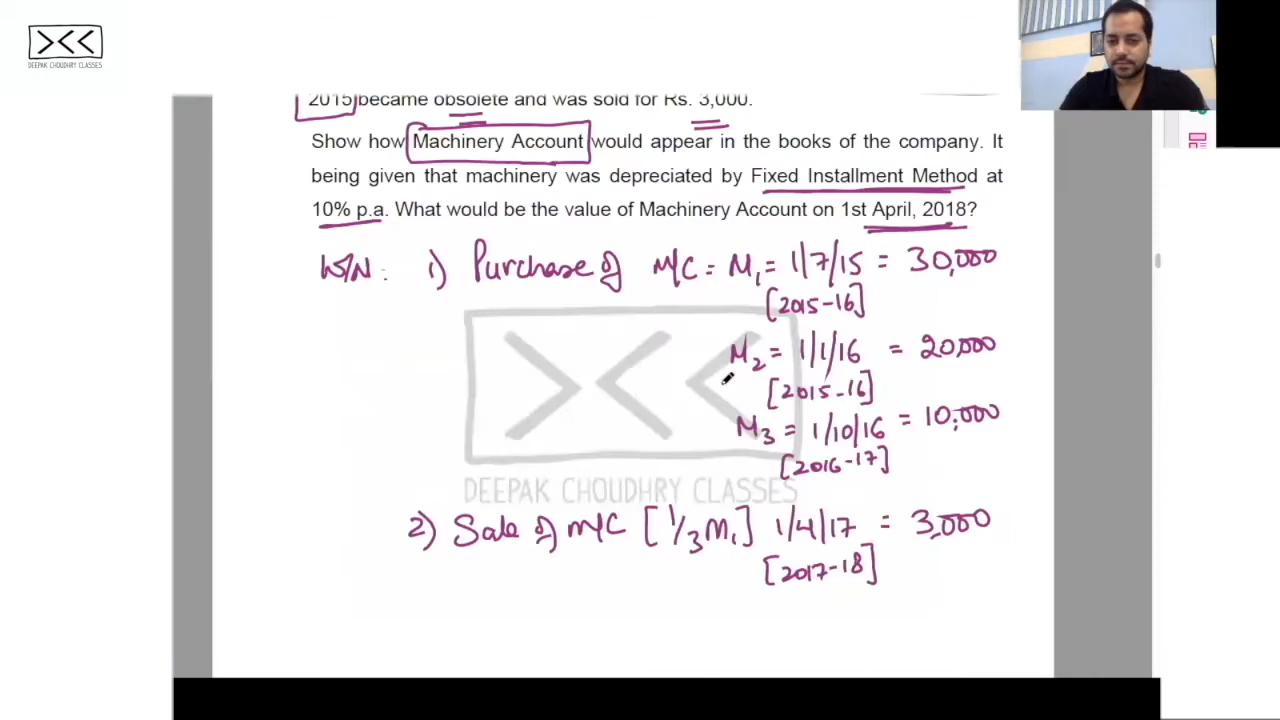 DEEPAK CHOUDHRY CLASSES
2015 became obsolete and was sold for Rs. 3,000.
Show how Machinery Account would appear in the books of the company. It
being given that machinery was depreciated by Fixed Installment Method at
10% p.a. What would be the value of Machinery Account on 1st April, 2018?
W/N: 1) Purchase of M/C = M1 = 1/7/15 = 30,000
[2015-16]
M2 = 1/1/16 = 20,000
[2015-16]
M3 = 1/10/16 = 10,000
[2016-17]
DEEPAK CHOUDHRY CLASSES
2) Sale of m/C [1/3 M1] 1/4/17 = 3,000
[2017-18]